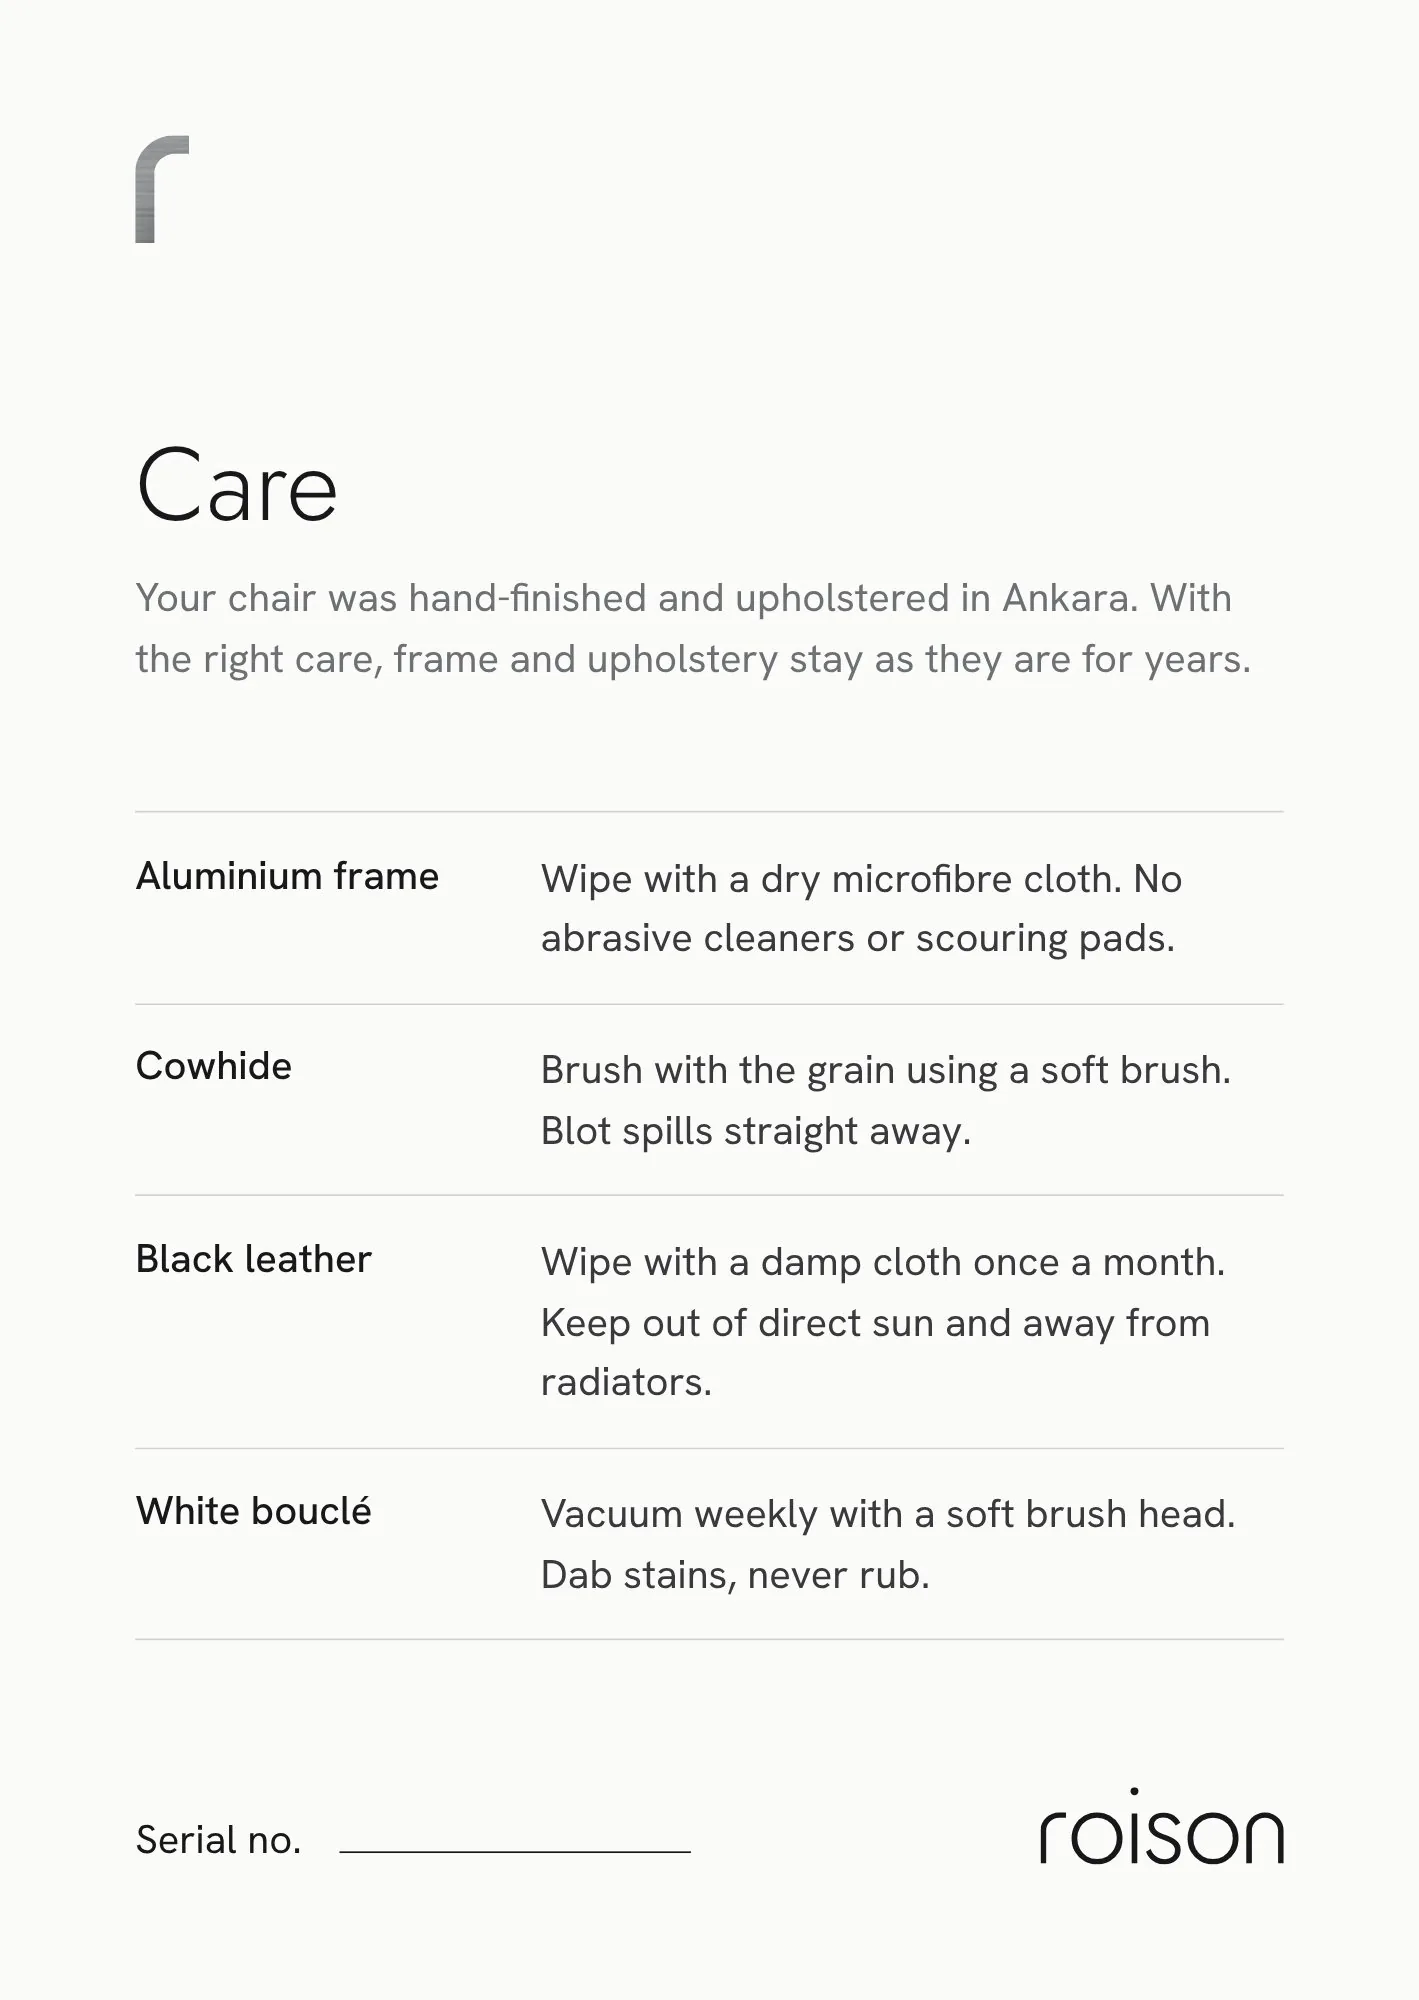 r
Care
Your chair was hand-finished and upholstered in Ankara. With
the right care, frame and upholstery stay as they are for years.
Aluminium frame
Wipe with a dry microfibre cloth. No
abrasive cleaners or scouring pads.
Cowhide
Brush with the grain using a soft brush.
Blot spills straight away.
Black leather
Wipe with a damp cloth once a month.
Keep out of direct sun and away from
radiators.
White bouclé
Vacuum weekly with a soft brush head.
Dab stains, never rub.
Serial no.
roison